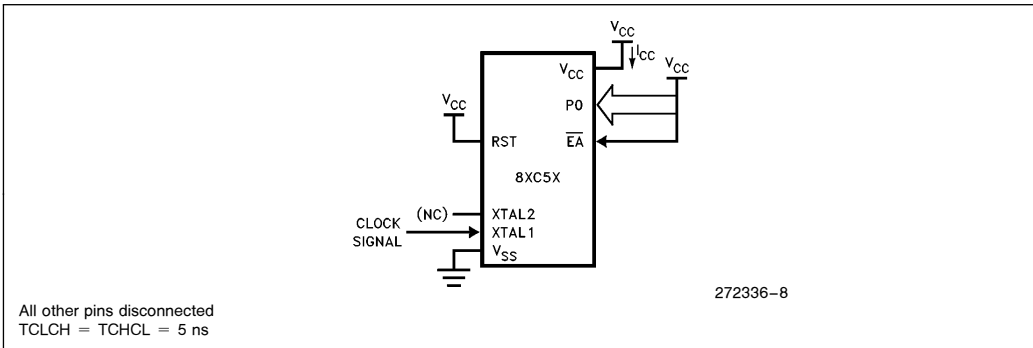 VCC
ICC
VCC
VCC
P0
VCC
RST
EA
8XC5X
(NC)
XTAL2
CLOCK
SIGNAL
XTAL1
VSS
272336–8
All other pins disconnected
TCLCH = TCHCL = 5 ns